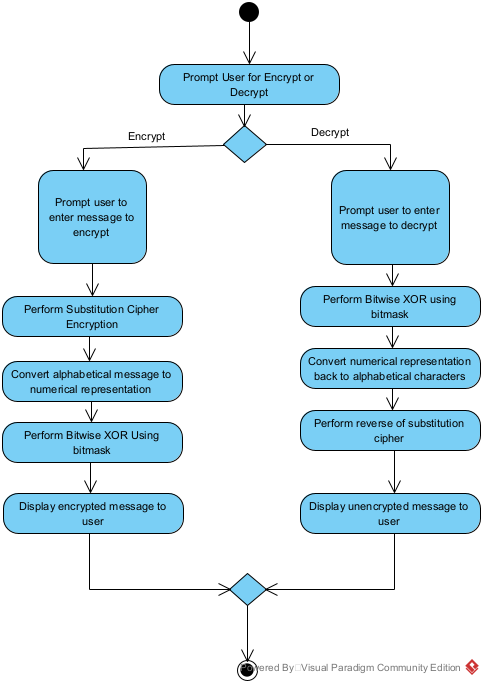 Prompt User for Encrypt or
Decrypt
Encrypt
Decrypt
Prompt user to
enter message to
encrypt
Prompt user to enter
message to decrypt
Perform Substitution Cipher
Encryption
Perform Bitwise XOR using
bitmask
Convert alphabetical message to
numerical representation
Convert numerical representation
back to alphabetical characters
Perform Bitwise XOR Using
bitmask
Perform reverse of substitution
cipher
Display encrypted message to
user
Display unencrypted message to
user
Powered By Visual Paradigm Community Edition